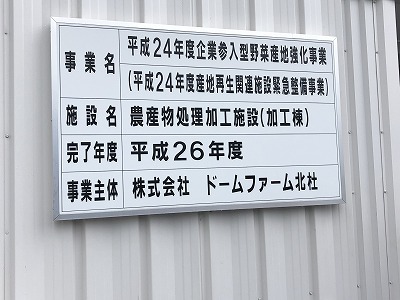 事業名 平成24年度企業参入型野菜産地強化事業
(平成24年度産地再生関連施設緊急整備事業)
施設名 農産物処理加工施設(加工棟)
完了年度 平成26年度
事業主体 株式会社 ドームファーム北杜